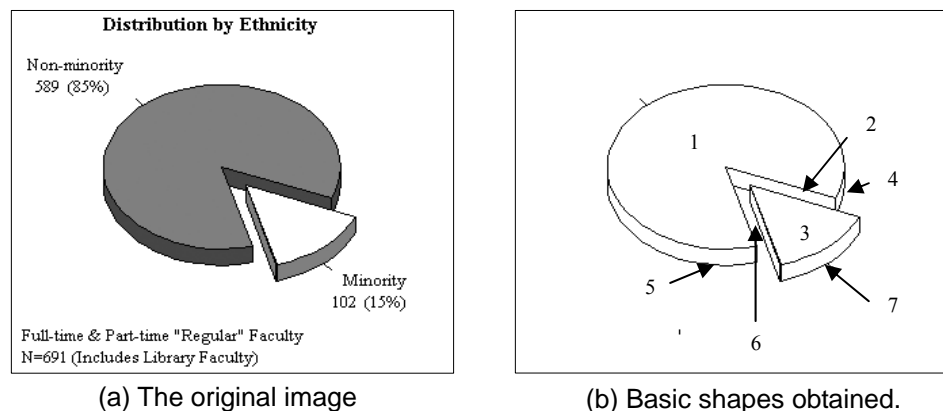 Distribution by Ethnicity
Non-minority
589 (85%)
Minority
102 (15%)
Full-time & Part-time "Regular" Faculty
N=691 (Includes Library Faculty)
(a) The original image
1
2
4
3
5
6
7
(b) Basic shapes obtained.